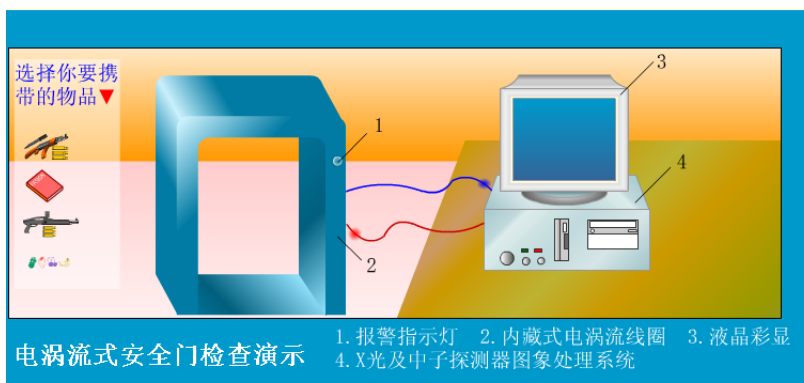 选择你要携
带的物品▼
1
2
3
4
电涡流式安全门检查演示
1.报警指示灯 2.内藏式电涡流线圈 3.液晶彩显
4.X光及中子探测器图象处理系统